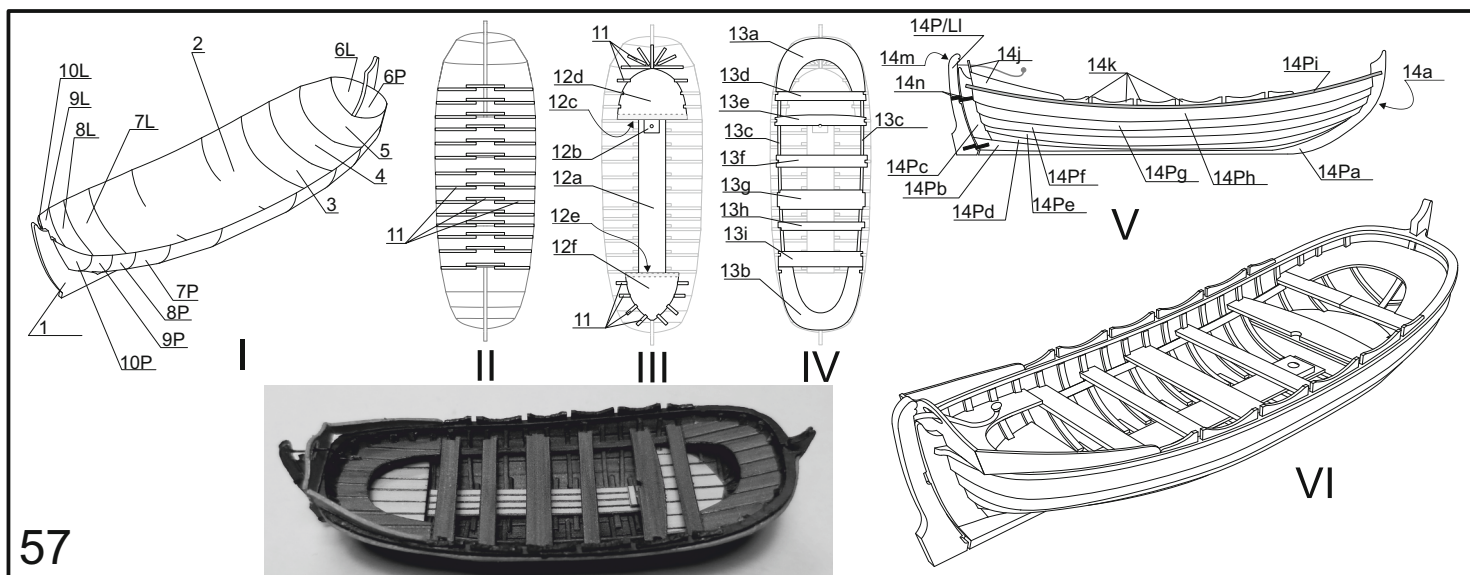 2
6L
6P
10L
9L
8L
7L
5
4
3
7P
8P
9P
10P
1
I
11
11
II
11
12d
12c
12b
12a
12e
12f
11
III
13a
13d
13e
13c
13c
13f
13g
13h
13i
13b
IV
14P/LI
14m
14j
14k
14Pi
14a
14n
14Pc
14Pb
14Pd
14Pe
14Pf
14Pg
14Ph
14Pa
V
VI
57